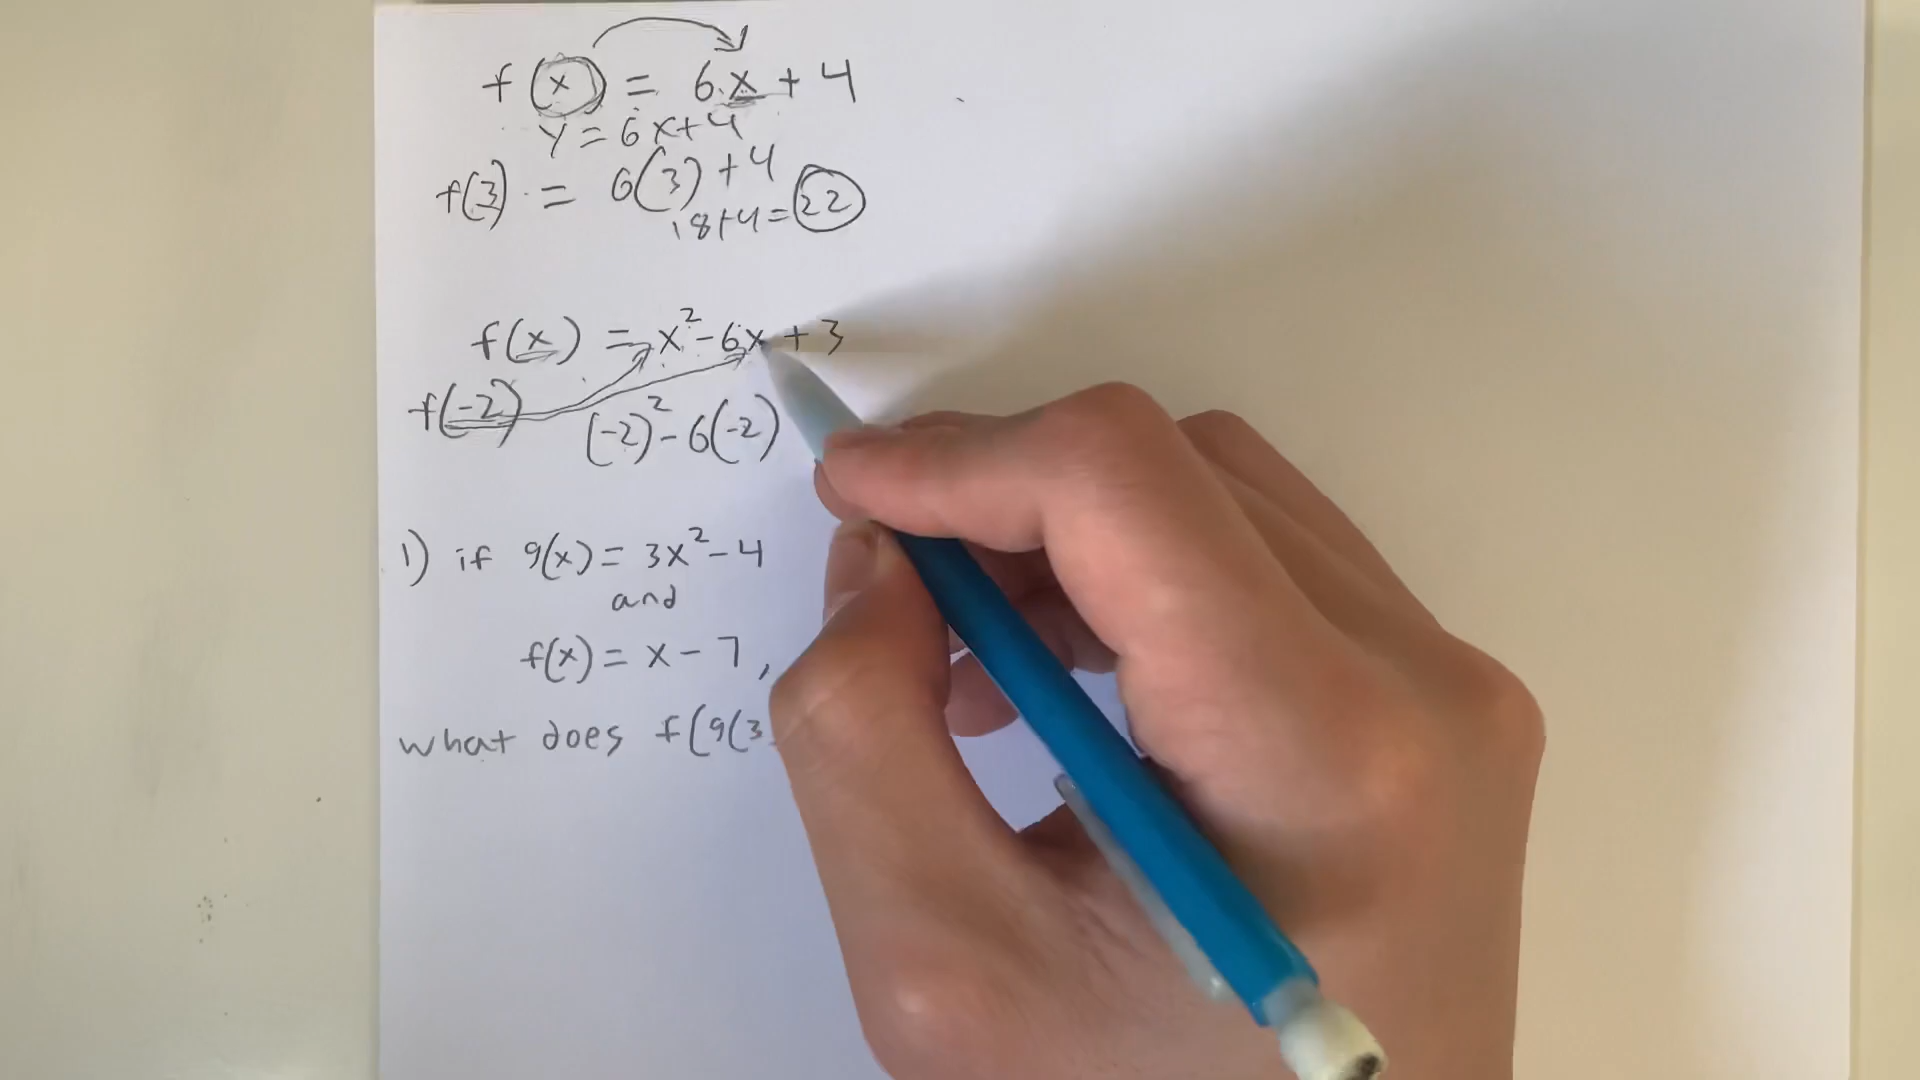 f(x) = 6x + 4
y = 6x+4
f(3) = 6(3) + 4
18+4 = 22
f(x) = x² - 6x + 3
f(-2) (-2)² - 6(-2)
1) if g(x) = 3x² - 4
and
f(x) = x - 7,
what does f(g(3